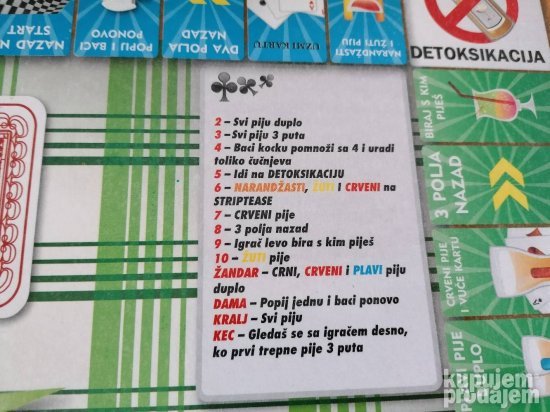 NAZAD
POPIJ I BACI
PONOVO
DVA POLJA
NAZAD
UZMI KARTU
NARANDŽASTI
I ŽUTI PIJU
DETOKSIKACIJA
2 – Svi piju duplo
3 – Svi piju 3 puta
4 – Baci kocku pomnoži sa 4 i uradi
toliko čučnjeva
5 – Idi na DETOKSIKACIJU
6 – NARANDŽASTI, ŽUTI I CRVENI na
STRIPTEASE
7 – CRVENI pije
8 – 3 polja nazad
9 – Igrač levo bira s kim piješ
10 – ŽUTI pije
ŽANDAR – CRNI, CRVENI i PLAVI piju
duplo
DAMA – Popij jednu i baci ponovo
KRALJ – Svi piju
KEC – Gledaš se sa igračem desno,
ko prvi trepne pije 3 puta
BIRAJ S KIM
PIJEŠ
3 POLJA
NAZAD
CRVENI PIJE
I VUČE KARTU
PIJE
kupujem
prodajem